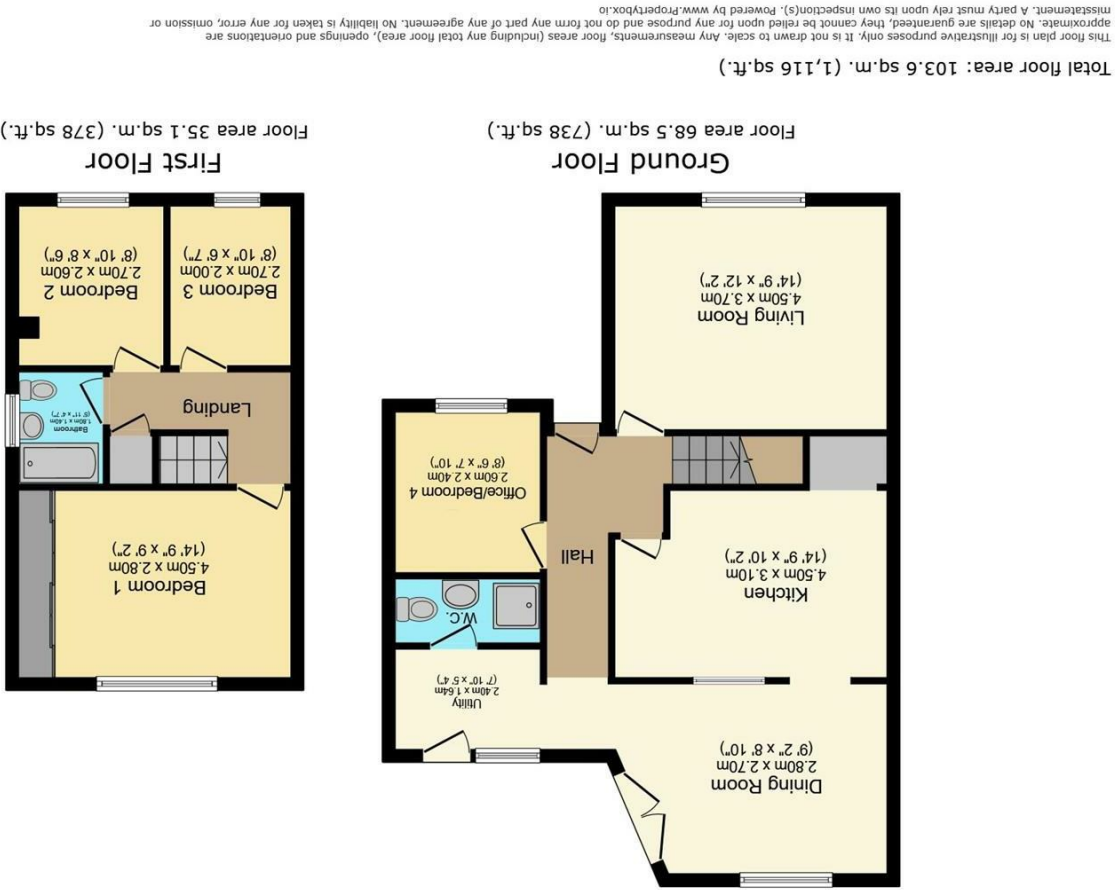 Dining Room
2.80m x 2.70m
(9' 2" x 8' 10")
Utility
2.40m x 1.64m
(7' 10" x 5' 4")
Kitchen
4.50m x 3.10m
(14' 9" x 10' 2")
W.C.
Hall
Office/Bedroom 4
2.60m x 2.40m
(8' 6" x 7' 10")
Living Room
4.50m x 3.70m
(14' 9" x 12' 2")
Ground Floor
Floor area 68.5 sq.m. (738 sq.ft.)
Bedroom 1
4.50m x 2.80m
(14' 9" x 9' 2")
Bathroom
1.80m x 1.40m
(5' 11" x 4' 7")
Landing
Bedroom 3
2.70m x 2.00m
(8' 10" x 6' 7")
Bedroom 2
2.70m x 2.60m
(8' 10" x 8' 6")
First Floor
Floor area 35.1 sq.m. (378 sq.ft.)
Total floor area: 103.6 sq.m. (1,116 sq.ft.)
This floor plan is for illustrative purposes only. It is not drawn to scale. Any measurements, floor areas (including any total floor area), openings and orientations are
approximate. No details are guaranteed, they cannot be relied upon for any purpose and do not form any part of any agreement. No liability is taken for any error, omission or
misstatement. A party must rely upon its own inspection(s). Powered by www.Propertybox.io